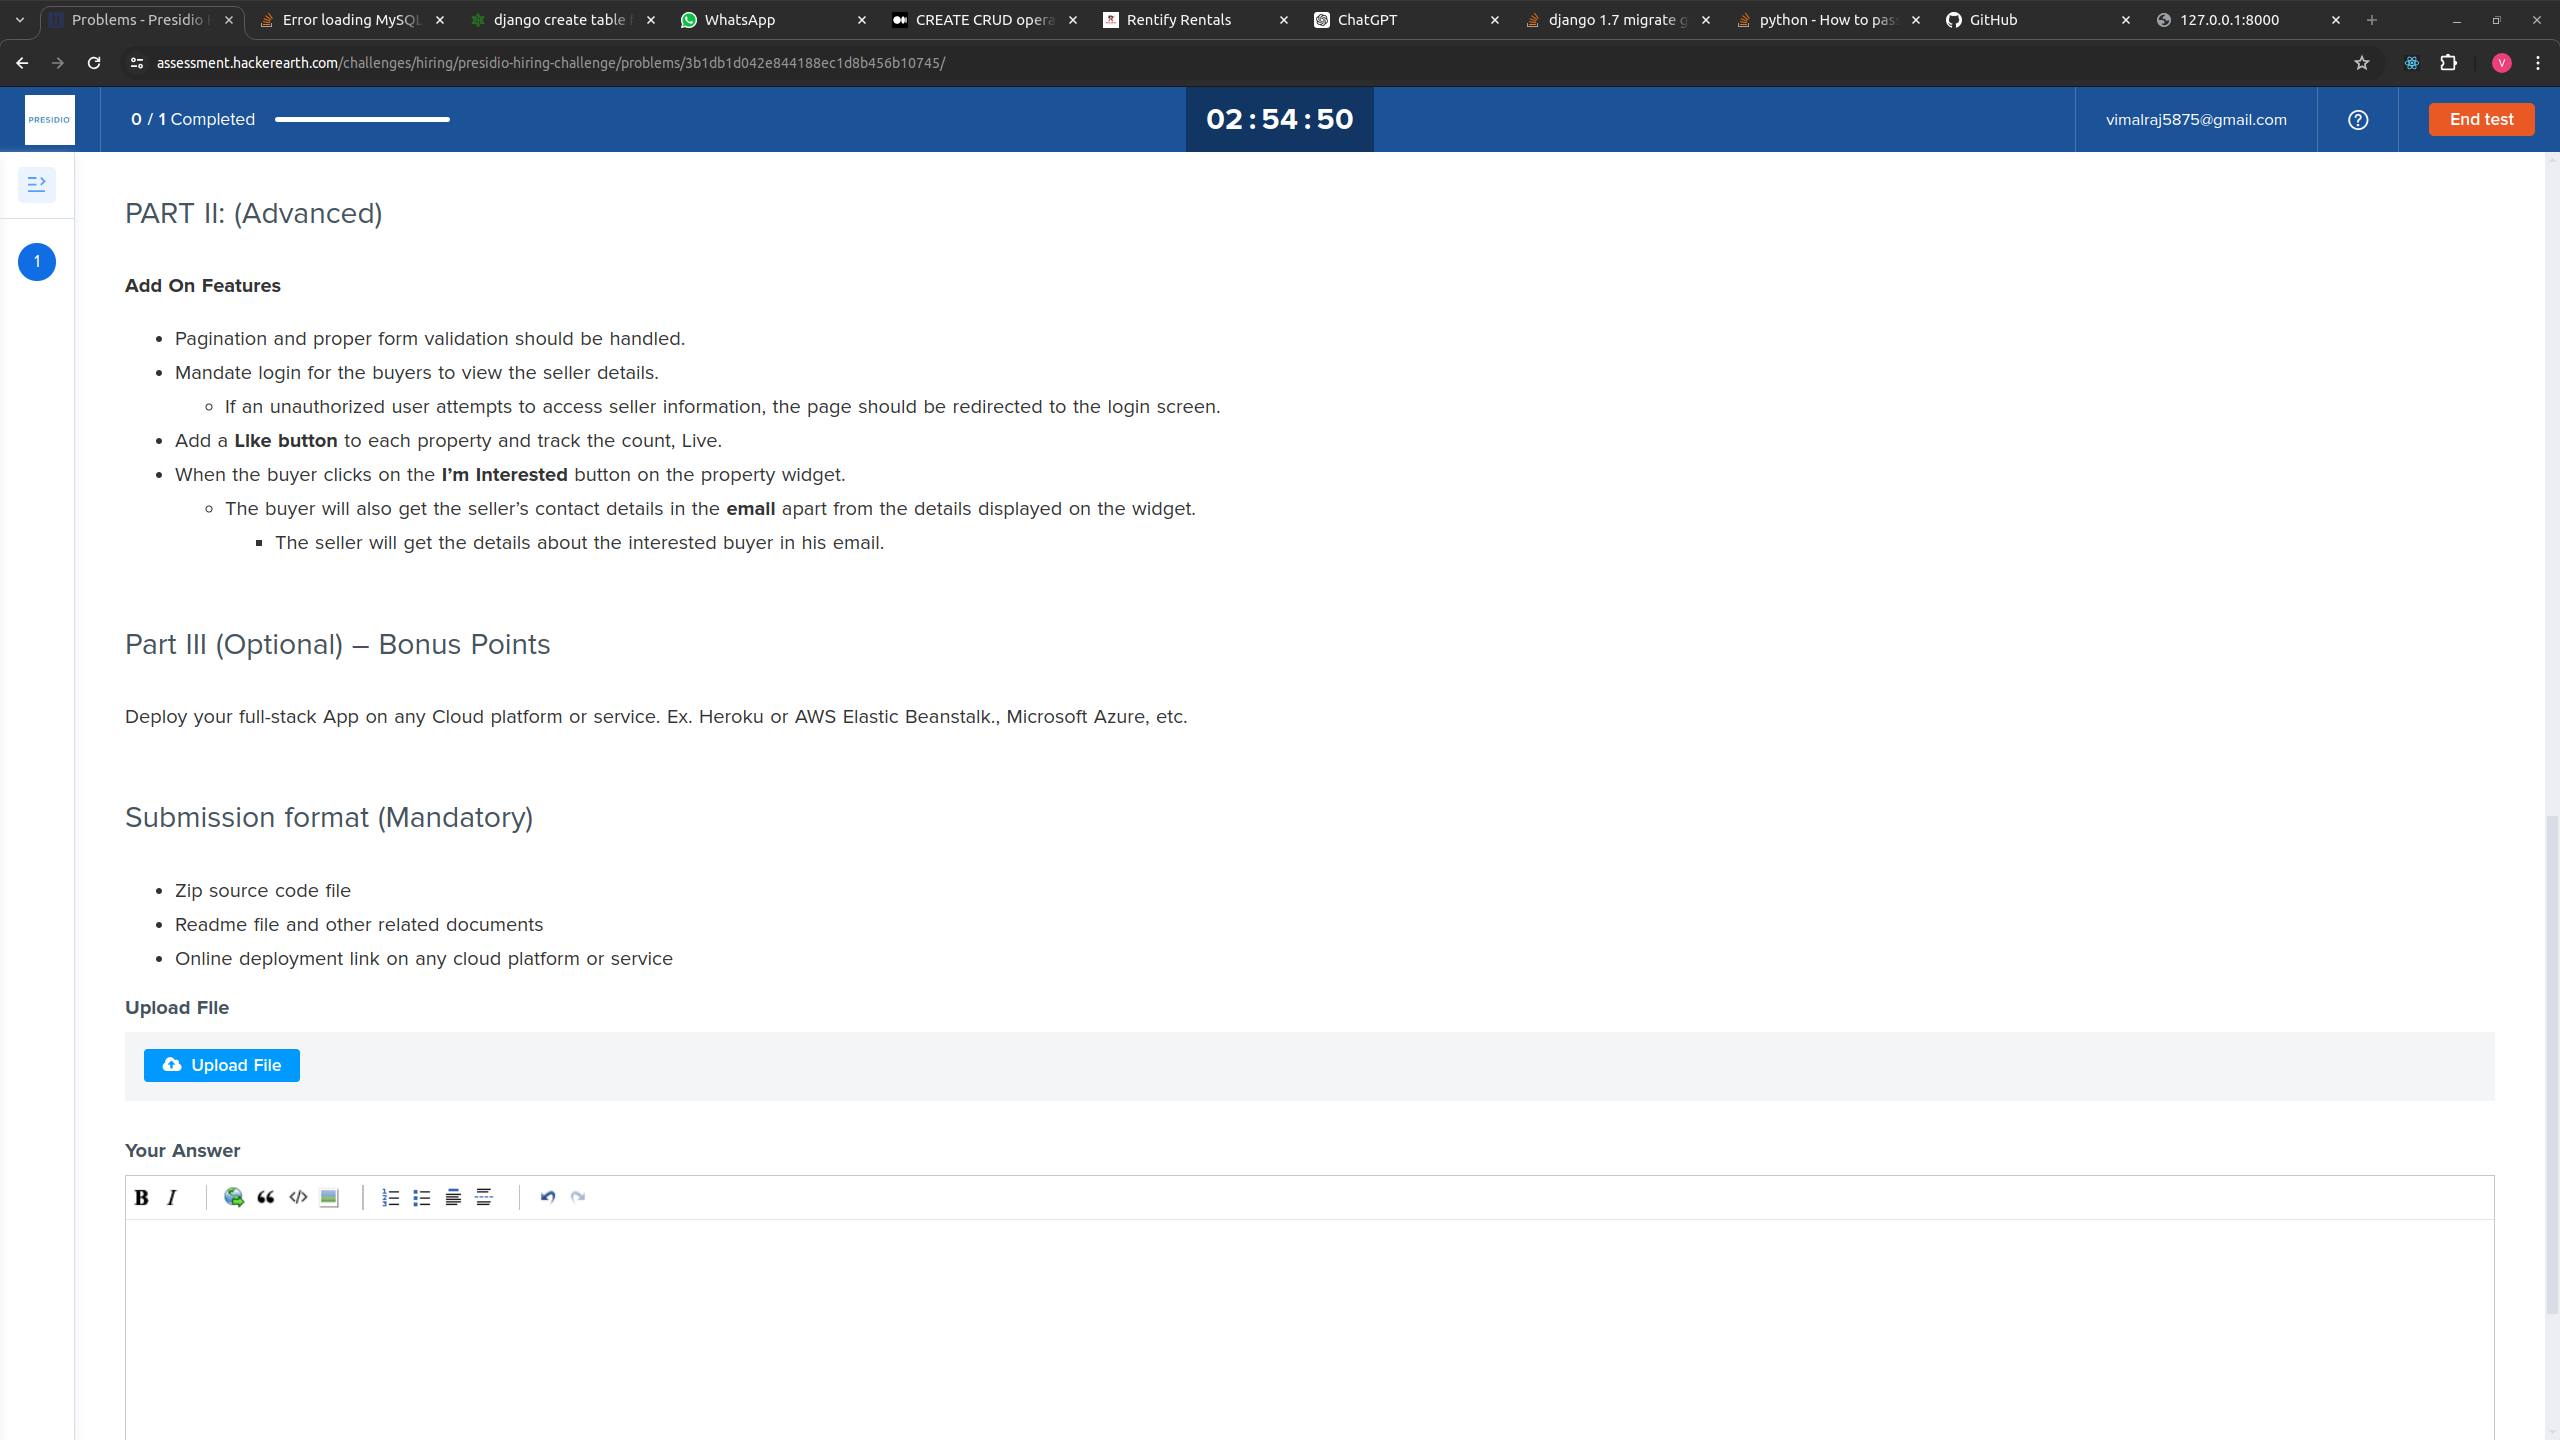 Problems - Presidio
Error loading MySQL
django create table f
WhatsApp
CREATE CRUD opera
Rentify Rentals
ChatGPT
django 1.7 migrate g
python - How to pas
GitHub
127.0.0.1:8000
assessment.hackerearth.com/challenges/hiring/presidio-hiring-challenge/problems/3b1db1d042e844188ec1d8b456b10745/
V
PRESIDIO
0 / 1 Completed
02 : 54 : 50
vimalraj5875@gmail.com
End test
1
PART II: (Advanced)
Add On Features
Pagination and proper form validation should be handled.
Mandate login for the buyers to view the seller details.
If an unauthorized user attempts to access seller information, the page should be redirected to the login screen.
Add a Like button to each property and track the count, Live.
When the buyer clicks on the I’m Interested button on the property widget.
The buyer will also get the seller’s contact details in the email apart from the details displayed on the widget.
The seller will get the details about the interested buyer in his email.
Part III (Optional) – Bonus Points
Deploy your full-stack App on any Cloud platform or service. Ex. Heroku or AWS Elastic Beanstalk., Microsoft Azure, etc.
Submission format (Mandatory)
Zip source code file
Readme file and other related documents
Online deployment link on any cloud platform or service
Upload File
Upload File
Your Answer
B I